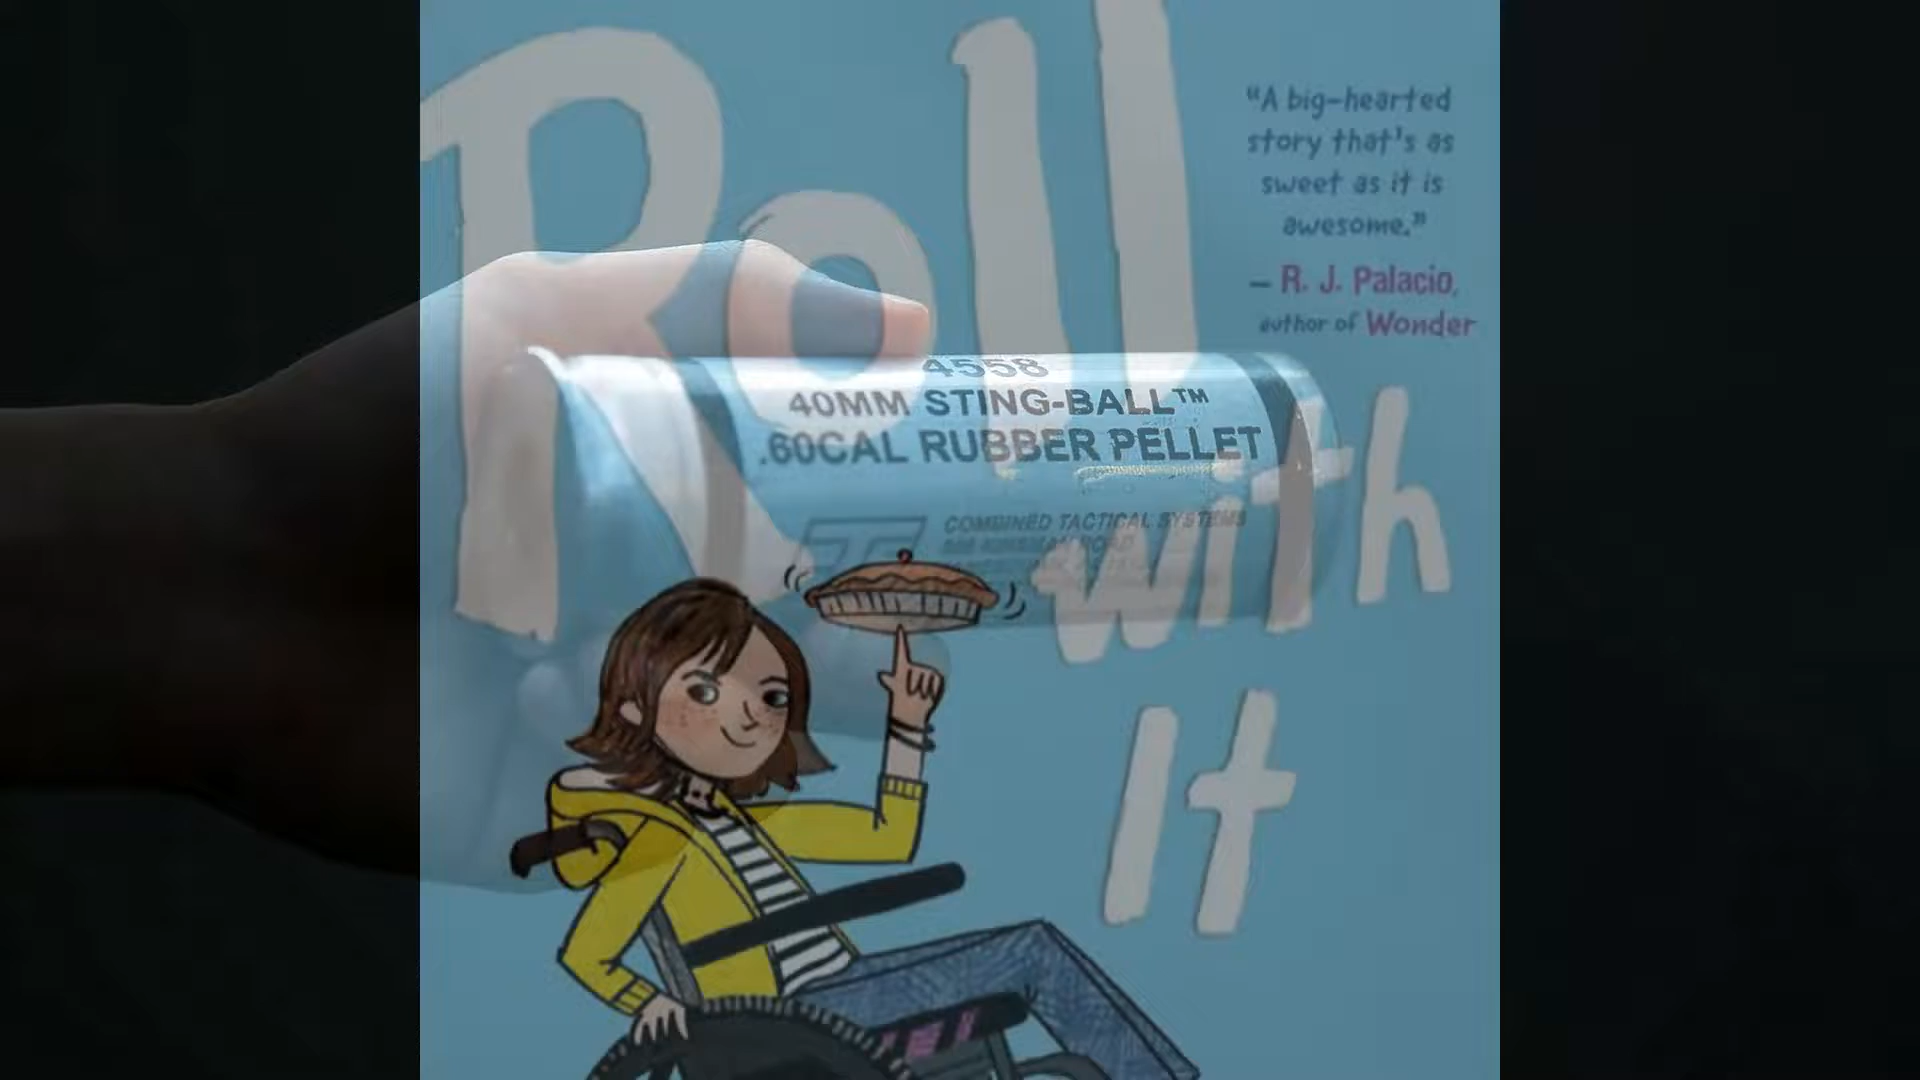 Roll
with
It
"A big-hearted
story that's as
sweet as it is
awesome."
– R. J. Palacio,
author of Wonder
4558
40MM STING-BALL™
.60CAL RUBBER PELLET
COMBINED TACTICAL SYSTEMS